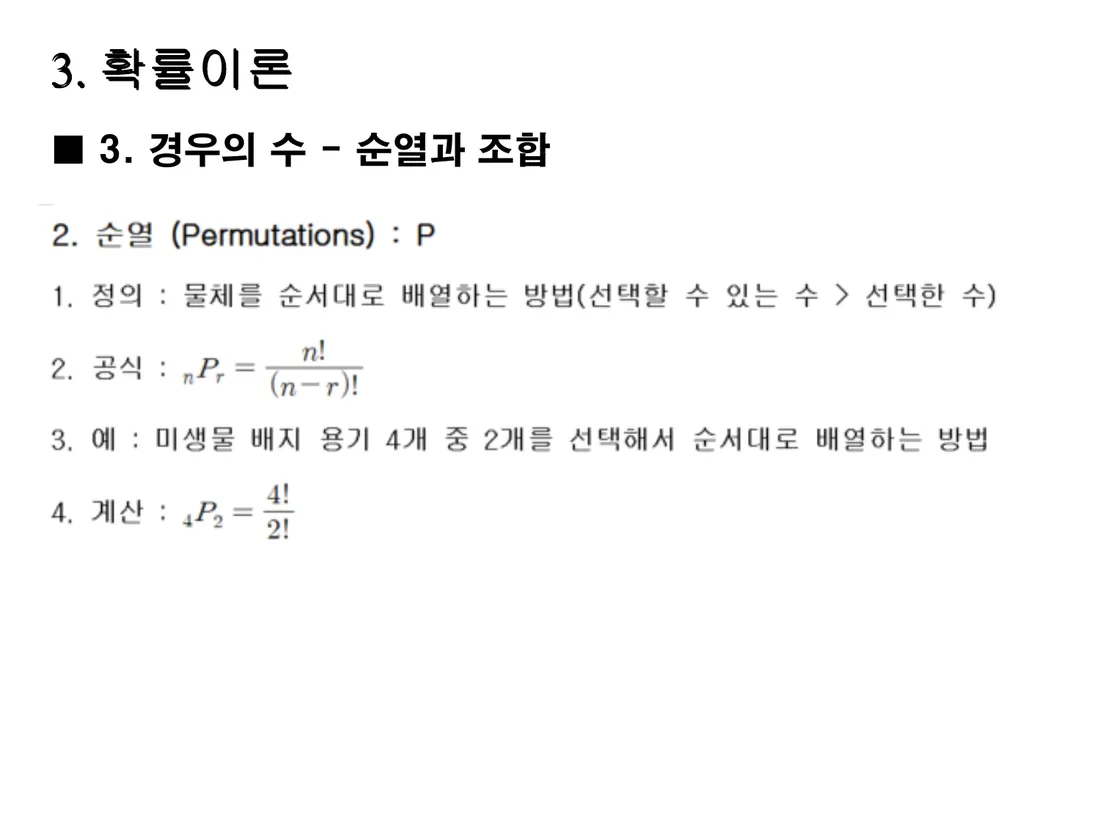 3. 확률이론
■ 3. 경우의 수 - 순열과 조합
2. 순열 (Permutations) : P
1. 정의 : 물체를 순서대로 배열하는 방법(선택할 수 있는 수 > 선택한 수)
2. 공식 : ₙPᵣ = n! / (n-r)!
3. 예 : 미생물 배지 용기 4개 중 2개를 선택해서 순서대로 배열하는 방법
4. 계산 : ₄P₂ = 4! / 2!